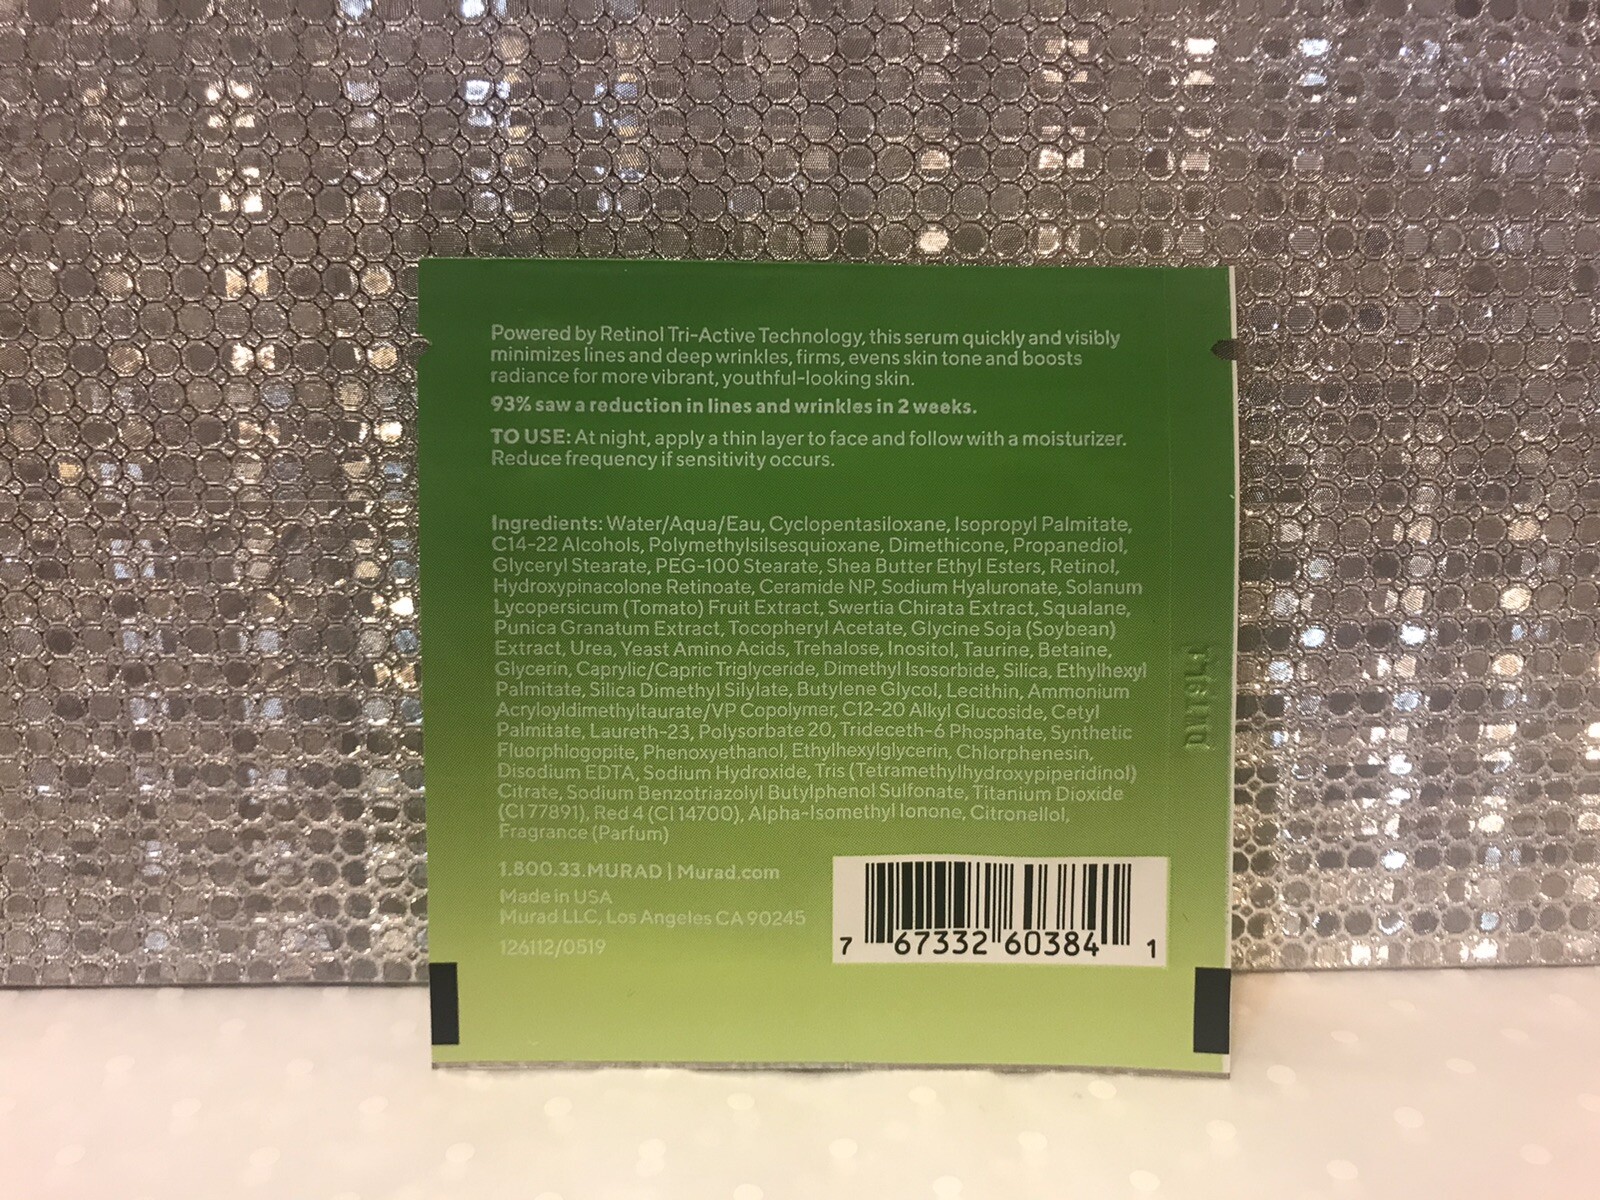 Powered by Retinol Tri-Active Technology, this serum quickly and visibly
minimizes lines and deep wrinkles, firms, evens skin tone and boosts
radiance for more vibrant, youthful-looking skin.
93% saw a reduction in lines and wrinkles in 2 weeks.
TO USE: At night, apply a thin layer to face and follow with a moisturizer.
Reduce frequency if sensitivity occurs.
Ingredients: Water/Aqua/Eau, Cyclopentasiloxane, Isopropyl Palmitate,
C14-22 Alcohols, Polymethylsilsesquioxane, Dimethicone, Propanediol,
Glyceryl Stearate, PEG-100 Stearate, Shea Butter Ethyl Esters, Retinol,
Hydroxypinacolone Retinoate, Ceramide NP, Sodium Hyaluronate, Solanum
Lycopersicum (Tomato) Fruit Extract, Swertia Chirata Extract, Squalane,
Punica Granatum Extract, Tocopheryl Acetate, Glycine Soja (Soybean)
Extract, Urea, Yeast Amino Acids, Trehalose, Inositol, Taurine, Betaine,
Glycerin, Caprylic/Capric Triglyceride, Dimethyl Isosorbide, Silica, Ethylhexyl
Palmitate, Silica Dimethyl Silylate, Butylene Glycol, Lecithin, Ammonium
Acryloyldimethyltaurate/VP Copolymer, C12-20 Alkyl Glucoside, Cetyl
Palmitate, Laureth-23, Polysorbate 20, Trideceth-6 Phosphate, Synthetic
Fluorphlogopite, Phenoxyethanol, Ethylhexylglycerin, Chlorphenesin,
Disodium EDTA, Sodium Hydroxide, Tris (Tetramethylhydroxypiperidinol)
Citrate, Sodium Benzotriazolyl Butylphenol Sulfonate, Titanium Dioxide
(CI 77891), Red 4 (CI 14700), Alpha-Isomethyl Ionone, Citronellol,
Fragrance (Parfum)
1.800.33.MURAD | Murad.com
Made in USA
Murad LLC, Los Angeles CA 90245
126112/0519
7 67332 60384 1